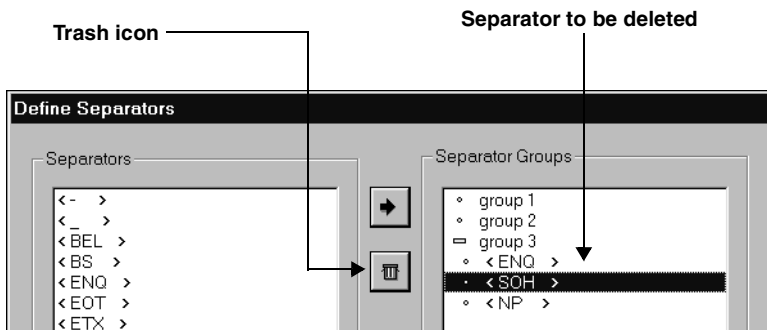 Trash icon
Separator to be deleted
Define Separators
Separators
<- >
<_ >
<BEL >
<BS >
<ENQ >
<EOT >
<ETX >
Separator Groups
group 1
group 2
group 3
<ENQ >
<SOH >
<NP >